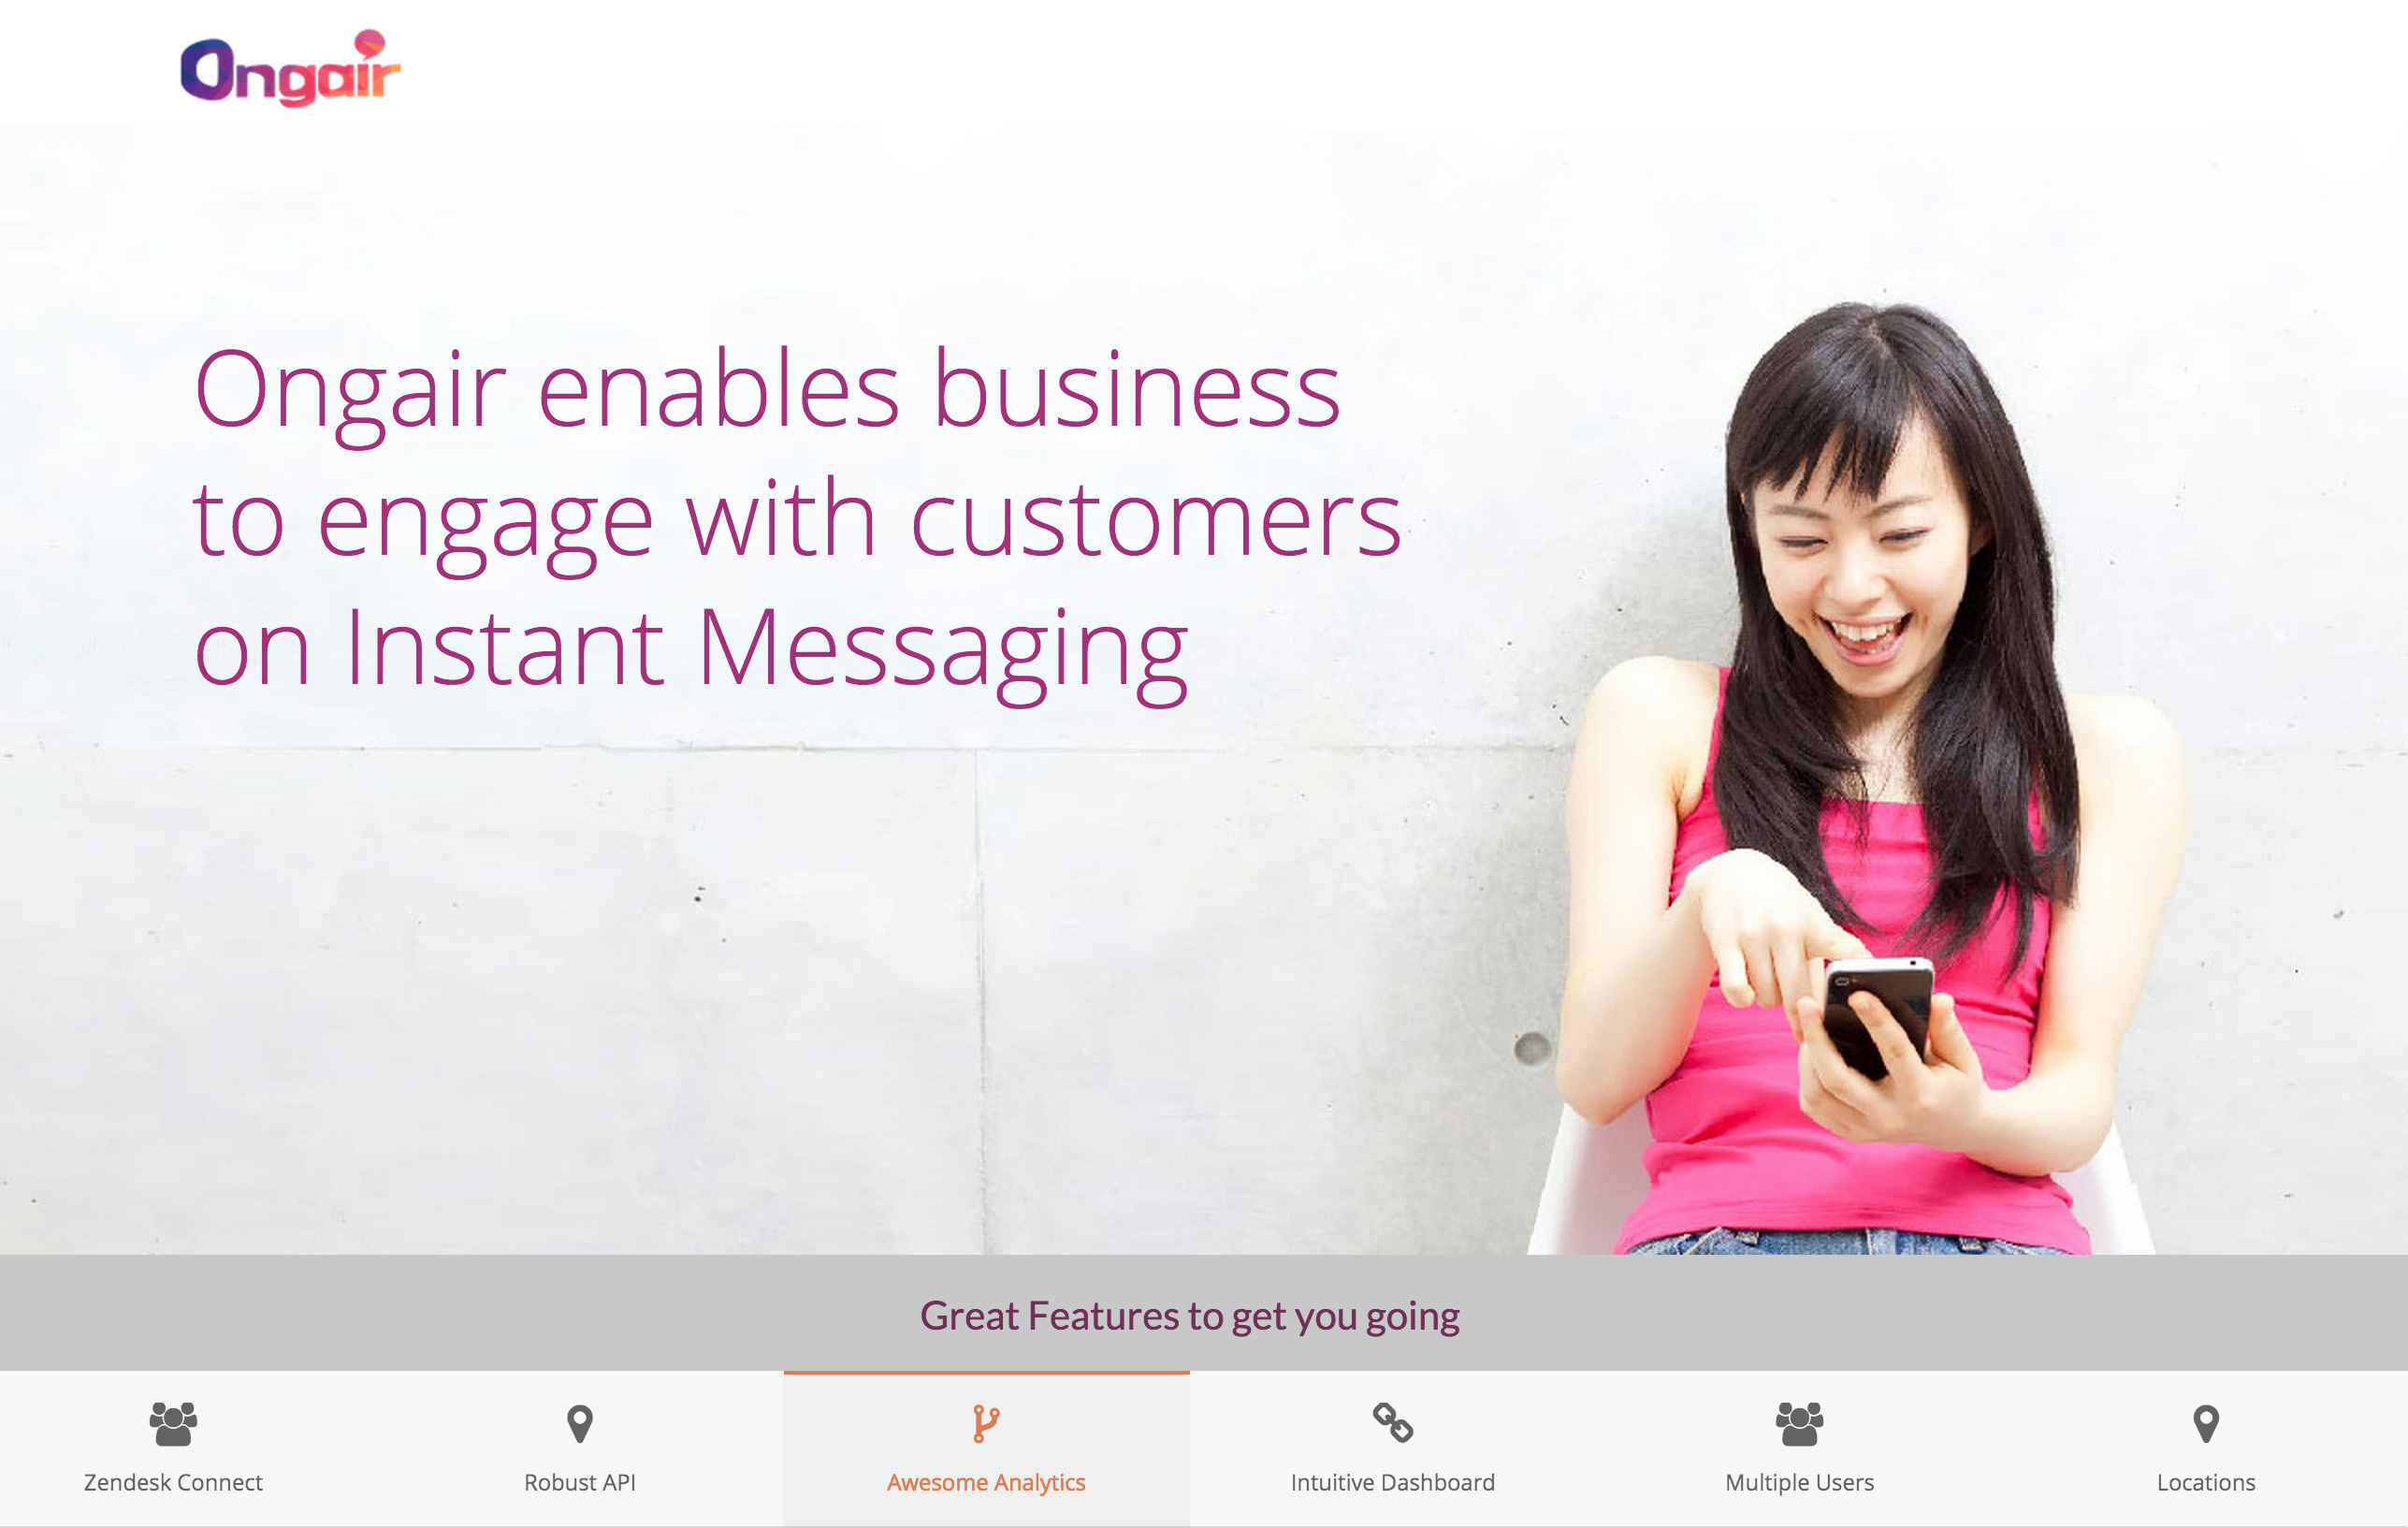 Ongair
Ongair enables business
to engage with customers
on Instant Messaging
Great Features to get you going
Zendesk Connect
Robust API
Awesome Analytics
Intuitive Dashboard
Multiple Users
Locations